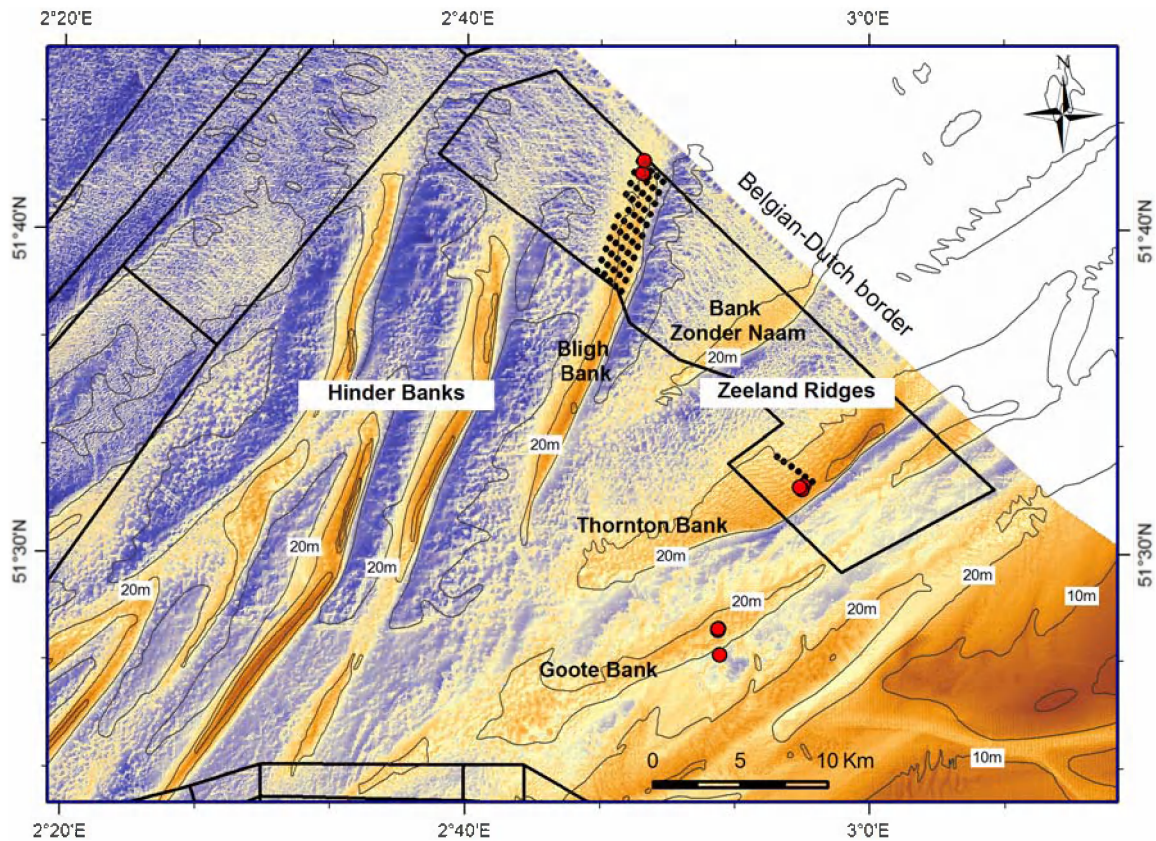 2°20'E
2°40'E
3°0'E
N
51°40'N
51°40'N
Belgian-Dutch border
Bank
Zonder Naam
20m
Bligh
Bank
Hinder Banks
Zeeland Ridges
20m
Thornton Bank
51°30'N
51°30'N
20m
20m
20m
20m
20m
10m
20m
20m
Goote Bank
0 5 10 Km
10m
2°20'E
2°40'E
3°0'E